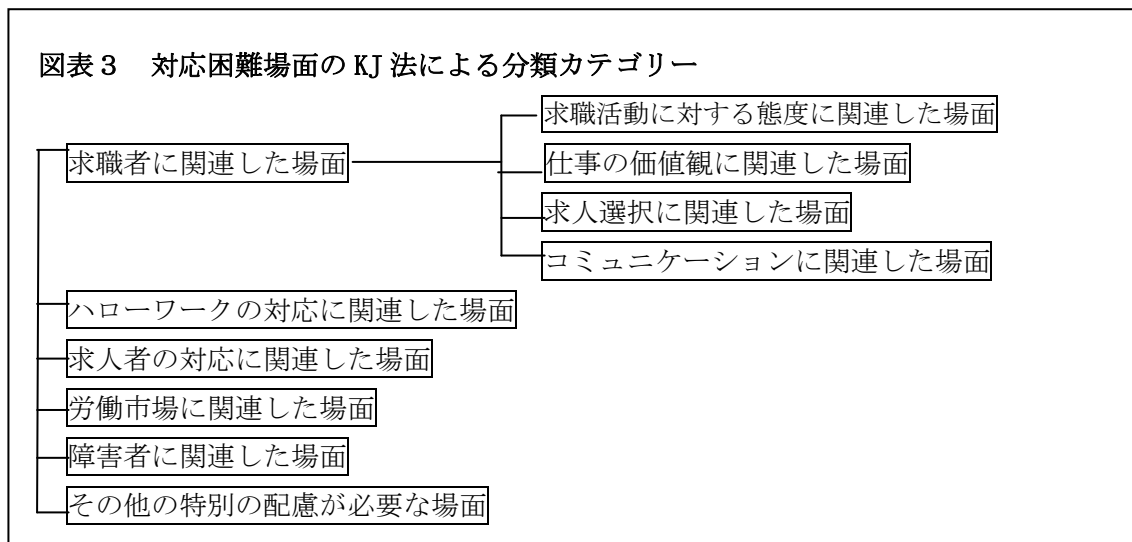 図表３　対応困難場面の KJ 法による分類カテゴリー
求職者に関連した場面
求職活動に対する態度に関連した場面
仕事の価値観に関連した場面
求人選択に関連した場面
コミュニケーションに関連した場面
ハローワークの対応に関連した場面
求人者の対応に関連した場面
労働市場に関連した場面
障害者に関連した場面
その他の特別の配慮が必要な場面